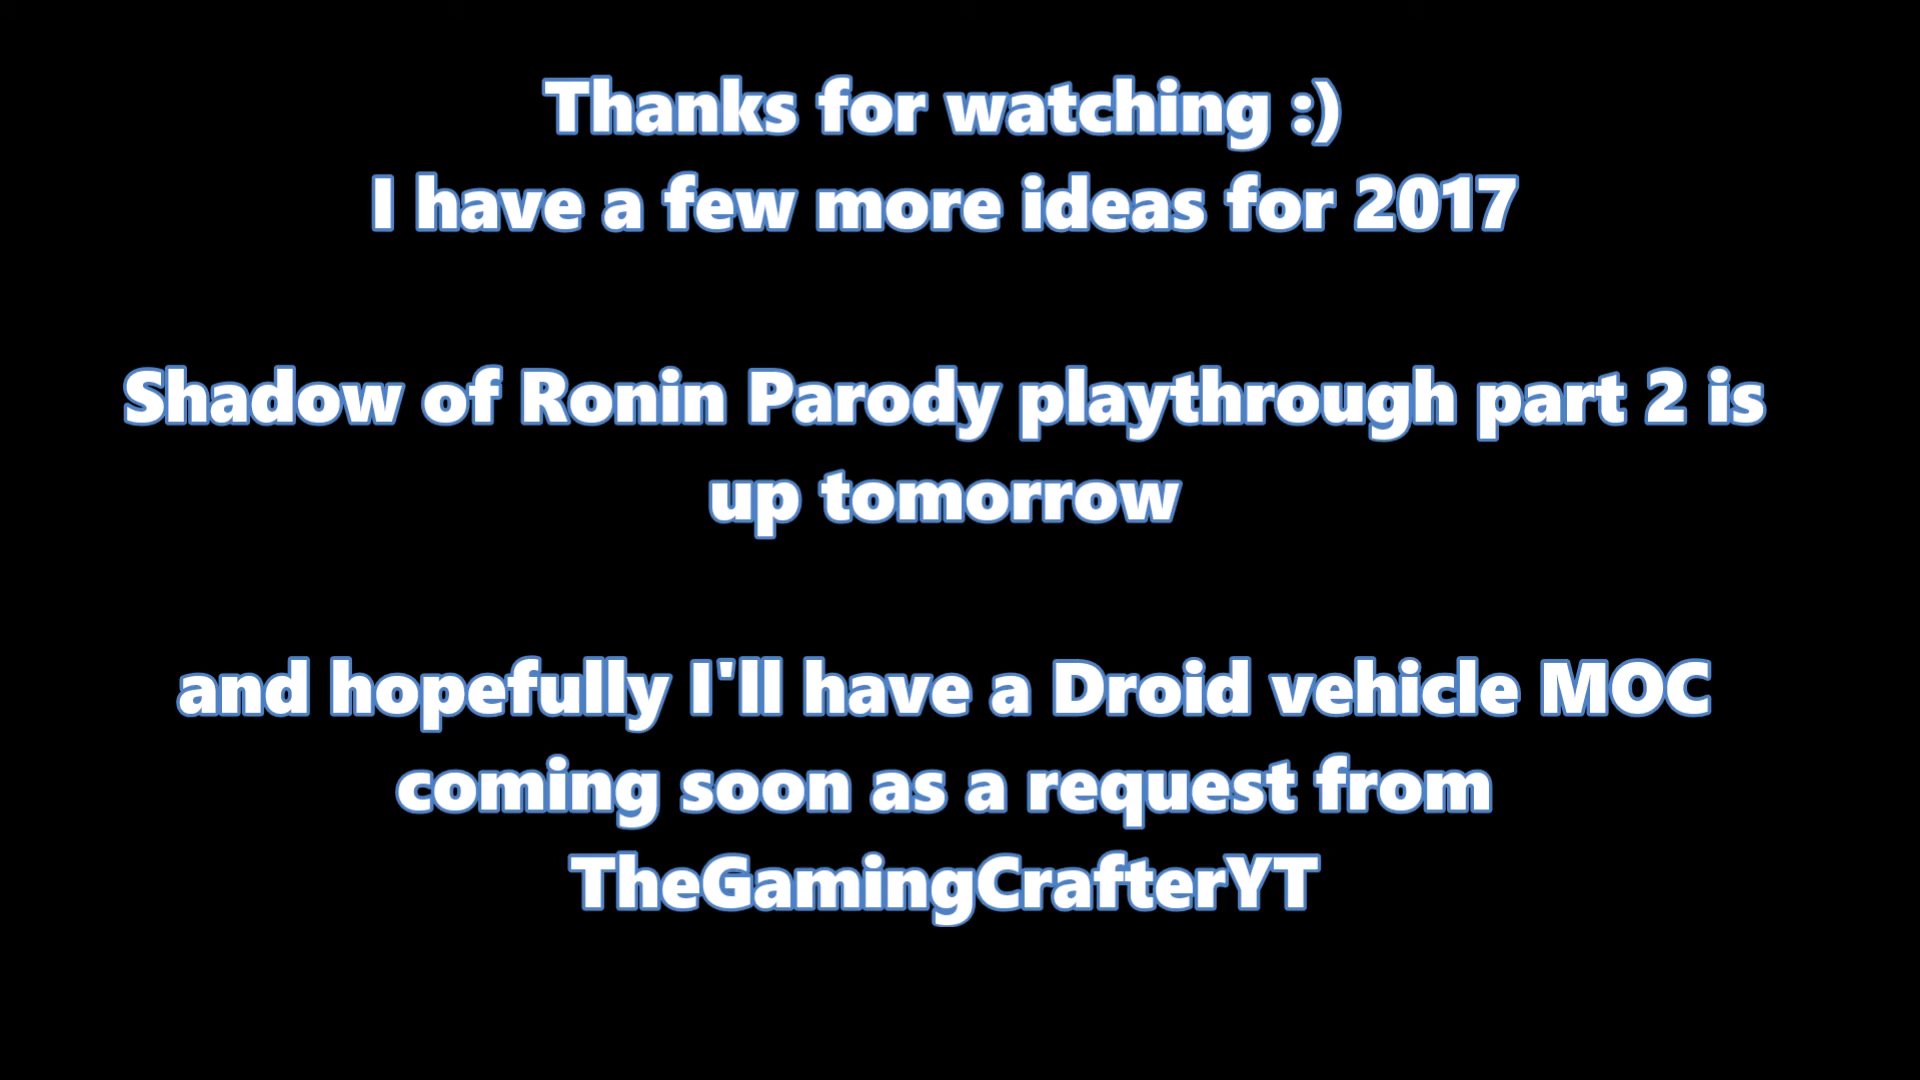 Thanks for watching :)
I have a few more ideas for 2017
Shadow of Ronin Parody playthrough part 2 is
up tomorrow
and hopefully I'll have a Droid vehicle MOC
coming soon as a request from
TheGamingCrafterYT